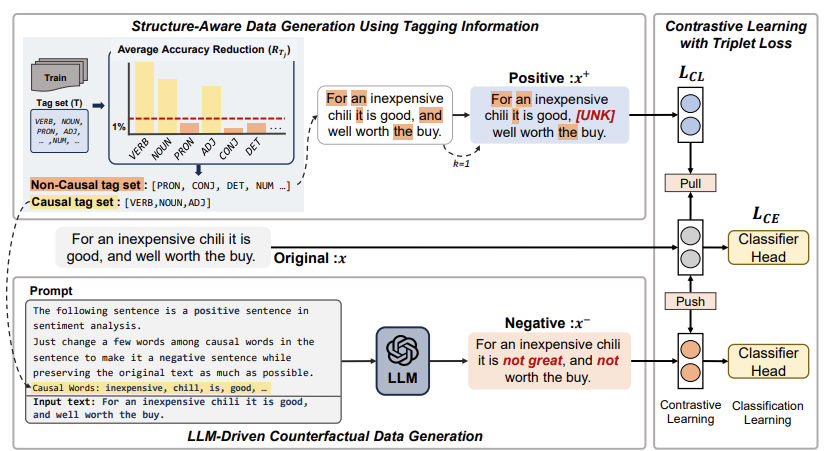 Structure-Aware Data Generation Using Tagging Information
Train
Tag set (T)
VERB, NOUN,
PRON, ADJ,
… ,NUM, …
Average Accuracy Reduction (R_Tj)
1%
...
VERB
NOUN
PRON
ADJ
CONJ
DET
Non-Causal tag set : [PRON, CONJ, DET, NUM …]
Causal tag set : [VERB,NOUN,ADJ]
For an inexpensive
chili it is good, and
well worth the buy.
k=1
Positive :x⁺
For an inexpensive
chili it is good, [UNK]
well worth the buy.
For an inexpensive chili it is
good, and well worth the buy.
Original :x
Prompt
The following sentence is a positive sentence in
sentiment analysis.
Just change a few words among causal words in the
sentence to make it a negative sentence while
preserving the original text as much as possible.
Causal Words: inexpensive, chill, is, good, …
Input text: For an inexpensive chili it is good,
and well worth the buy.
LLM
Negative :x⁻
For an inexpensive chili
it is not great, and not
worth the buy.
LLM-Driven Counterfactual Data Generation
Contrastive Learning
with Triplet Loss
L_CL
Pull
L_CE
Classifier
Head
Push
Classifier
Head
Contrastive
Learning
Classification
Learning